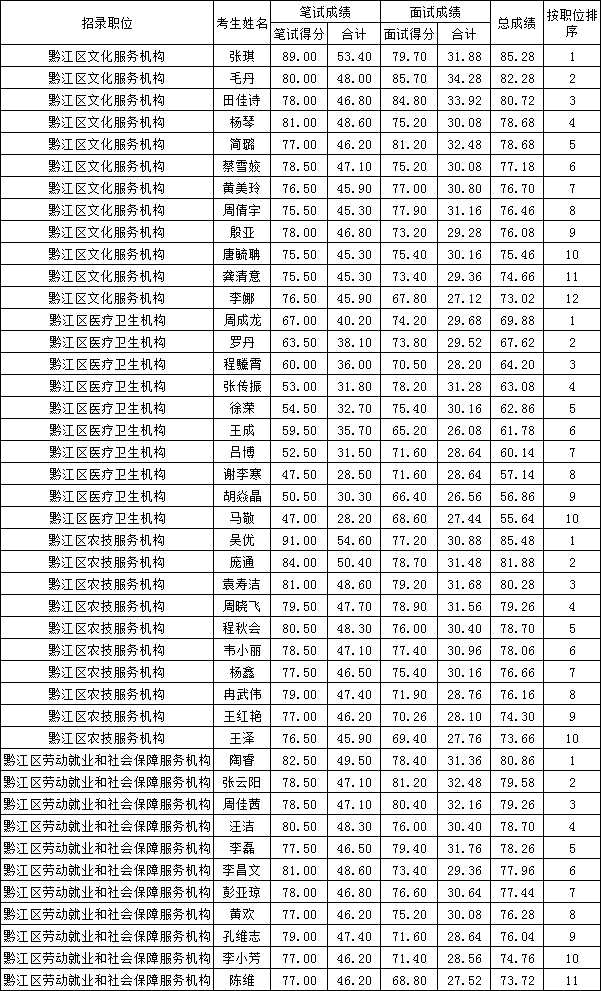 招录职位 考生姓名 笔试成绩 面试成绩 总成绩 按职位排序
笔试得分 合计 面试得分 合计
黔江区文化服务机构 张琪 89.00 53.40 79.70 31.88 85.28 1
黔江区文化服务机构 毛丹 80.00 48.00 85.70 34.28 82.28 2
黔江区文化服务机构 田佳诗 78.00 46.80 84.80 33.92 80.72 3
黔江区文化服务机构 杨琴 81.00 48.60 75.20 30.08 78.68 4
黔江区文化服务机构 简璐 77.00 46.20 81.20 32.48 78.68 5
黔江区文化服务机构 蔡雪姣 78.50 47.10 75.20 30.08 77.18 6
黔江区文化服务机构 黄美玲 76.50 45.90 77.00 30.80 76.70 7
黔江区文化服务机构 周倩宇 75.50 45.30 77.90 31.16 76.46 8
黔江区文化服务机构 殷亚 78.00 46.80 73.20 29.28 76.08 9
黔江区文化服务机构 唐毓聃 75.50 45.30 75.40 30.16 75.46 10
黔江区文化服务机构 龚清意 75.50 45.30 73.40 29.36 74.66 11
黔江区文化服务机构 李娜 76.50 45.90 67.80 27.12 73.02 12
黔江区医疗卫生机构 周成龙 67.00 40.20 74.20 29.68 69.88 1
黔江区医疗卫生机构 罗丹 63.50 38.10 73.80 29.52 67.62 2
黔江区医疗卫生机构 程骦霄 60.00 36.00 70.50 28.20 64.20 3
黔江区医疗卫生机构 张传振 53.00 31.80 78.20 31.28 63.08 4
黔江区医疗卫生机构 徐荣 54.50 32.70 75.40 30.16 62.86 5
黔江区医疗卫生机构 王成 59.50 35.70 65.20 26.08 61.78 6
黔江区医疗卫生机构 吕博 52.50 31.50 71.60 28.64 60.14 7
黔江区医疗卫生机构 谢李寒 47.50 28.50 71.60 28.64 57.14 8
黔江区医疗卫生机构 胡焱晶 50.50 30.30 66.40 26.56 56.86 9
黔江区医疗卫生机构 马敬 47.00 28.20 68.60 27.44 55.64 10
黔江区农技服务机构 吴优 91.00 54.60 77.20 30.88 85.48 1
黔江区农技服务机构 庞通 84.00 50.40 78.70 31.48 81.88 2
黔江区农技服务机构 袁寿洁 81.00 48.60 79.20 31.68 80.28 3
黔江区农技服务机构 周晓飞 79.50 47.70 78.90 31.56 79.26 4
黔江区农技服务机构 程秋会 80.50 48.30 76.00 30.40 78.70 5
黔江区农技服务机构 韦小丽 78.50 47.10 77.40 30.96 78.06 6
黔江区农技服务机构 杨鑫 77.50 46.50 75.40 30.16 76.66 7
黔江区农技服务机构 冉武伟 79.00 47.40 71.90 28.76 76.16 8
黔江区农技服务机构 王红艳 77.00 46.20 70.26 28.10 74.30 9
黔江区农技服务机构 王泽 76.50 45.90 69.40 27.76 73.66 10
黔江区劳动就业和社会保障服务机构 陶睿 82.50 49.50 78.40 31.36 80.86 1
黔江区劳动就业和社会保障服务机构 张云阳 78.50 47.10 81.20 32.48 79.58 2
黔江区劳动就业和社会保障服务机构 周佳茜 78.50 47.10 80.40 32.16 79.26 3
黔江区劳动就业和社会保障服务机构 汪洁 80.50 48.30 76.00 30.40 78.70 4
黔江区劳动就业和社会保障服务机构 李磊 77.50 46.50 79.40 31.76 78.26 5
黔江区劳动就业和社会保障服务机构 李昌文 81.00 48.60 73.40 29.36 77.96 6
黔江区劳动就业和社会保障服务机构 彭亚琼 78.00 46.80 76.60 30.64 77.44 7
黔江区劳动就业和社会保障服务机构 黄欢 77.00 46.20 75.20 30.08 76.28 8
黔江区劳动就业和社会保障服务机构 孔维志 79.00 47.40 71.60 28.64 76.04 9
黔江区劳动就业和社会保障服务机构 李小芳 77.00 46.20 71.40 28.56 74.76 10
黔江区劳动就业和社会保障服务机构 陈维 77.00 46.20 68.80 27.52 73.72 11